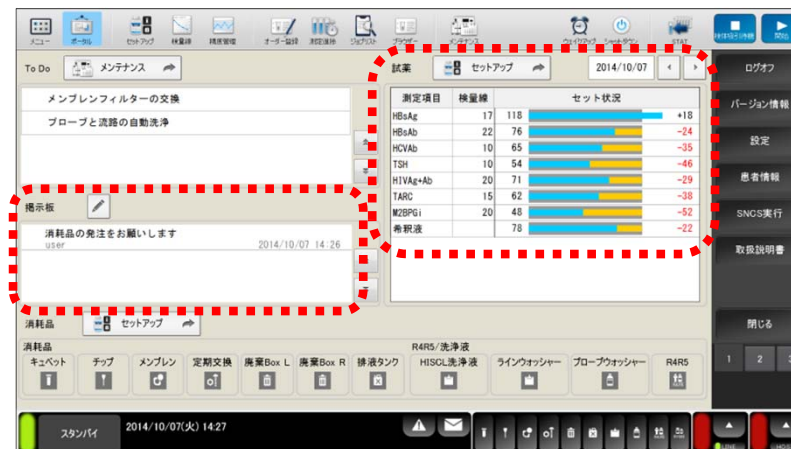 メニュー ポータル セットアップ 検量線 精度管理 オーダー登録 測定進捗 ジョブリスト ブラウザー メンテナンス ウェイクアップ シャットダウン STAT 開始
To Do メンテナンス
試薬 セットアップ 2014/10/07
ログオフ
メンブレンフィルターの交換
プローブと流路の自動洗浄
測定項目 検量線 セット状況
HBsAg 17 118 +18
HBsAb 22 76 -24
HCVAb 10 65 -35
TSH 10 54 -46
HIVAg+Ab 20 71 -29
TARC 15 62 -38
M2BPGi 20 48 -52
希釈液 78 -22
バージョン情報
設定
患者情報
SNCS実行
取扱説明書
閉じる
1 2 3
掲示板
消耗品の発注をお願いします
user 2014/10/07 14:26
消耗品 セットアップ
消耗品 R4R5/洗浄液
キュベット チップ メンブレン 定期交換 廃棄Box L 廃棄Box R 排液タンク HISCL洗浄液 ラインウォッシャー プローブウォッシャー R4R5
スタンバイ 2014/10/07(火) 14:27
LINE